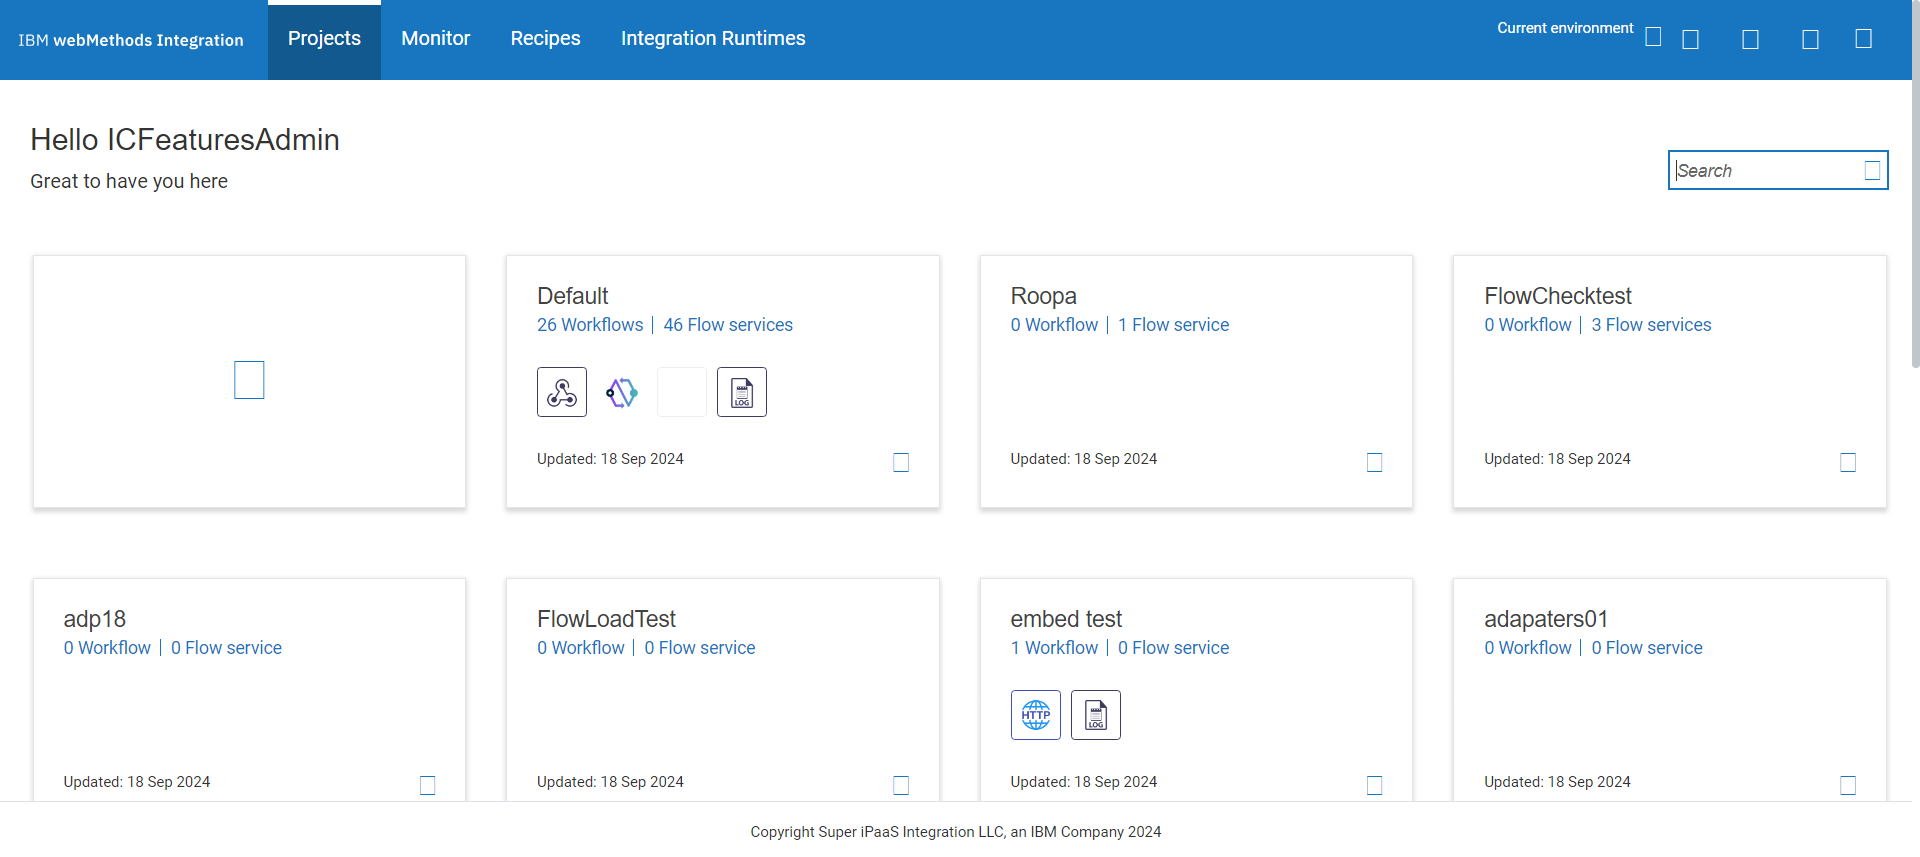 IBM webMethods Integration
Projects
Monitor
Recipes
Integration Runtimes
Current environment
Hello ICFeaturesAdmin
Great to have you here
Search
Default
26 Workflows | 46 Flow services
LOG
Updated: 18 Sep 2024
Roopa
0 Workflow | 1 Flow service
Updated: 18 Sep 2024
FlowChecktest
0 Workflow | 3 Flow services
Updated: 18 Sep 2024
adp18
0 Workflow | 0 Flow service
Updated: 18 Sep 2024
FlowLoadTest
0 Workflow | 0 Flow service
Updated: 18 Sep 2024
embed test
1 Workflow | 0 Flow service
HTTP
LOG
Updated: 18 Sep 2024
adapaters01
0 Workflow | 0 Flow service
Updated: 18 Sep 2024
Copyright Super iPaaS Integration LLC, an IBM Company 2024